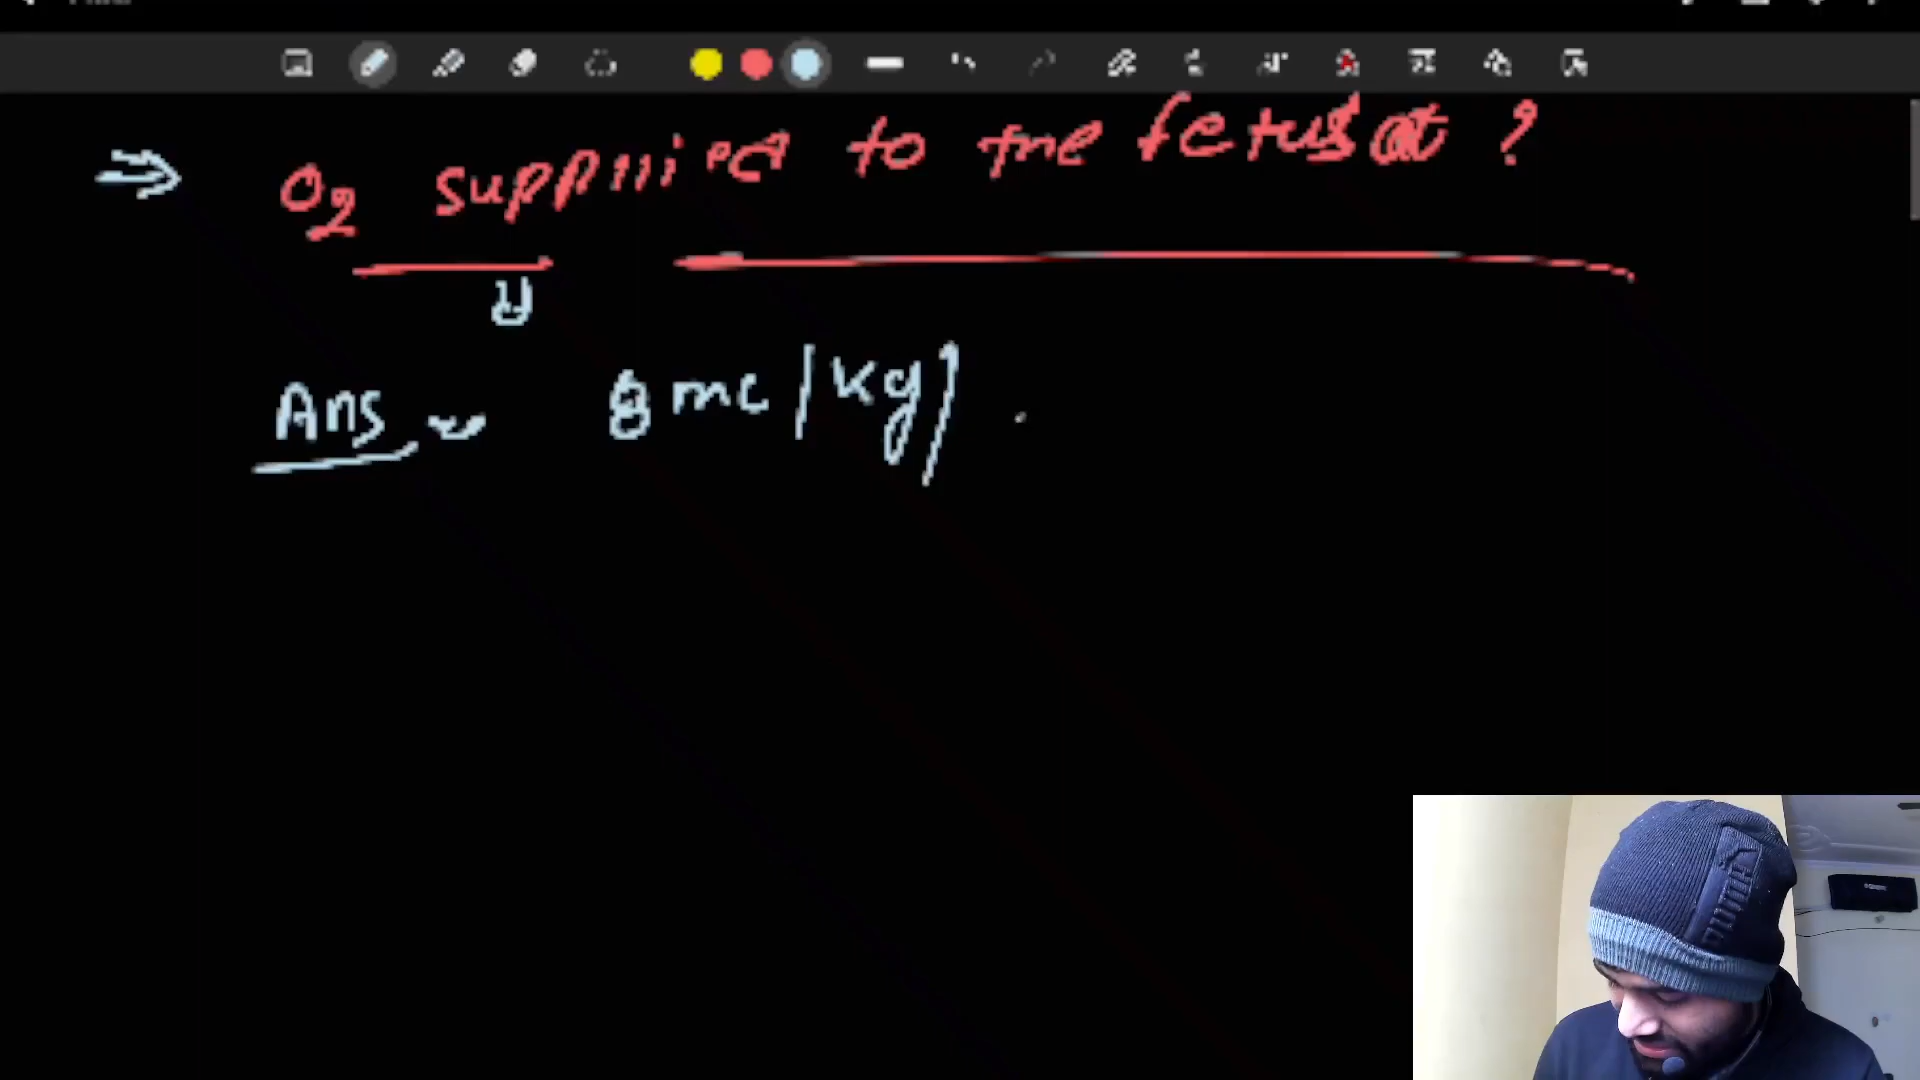 ⇒ O2 supplied to the fetus at ?
Ans ~ 8 mL/kg/